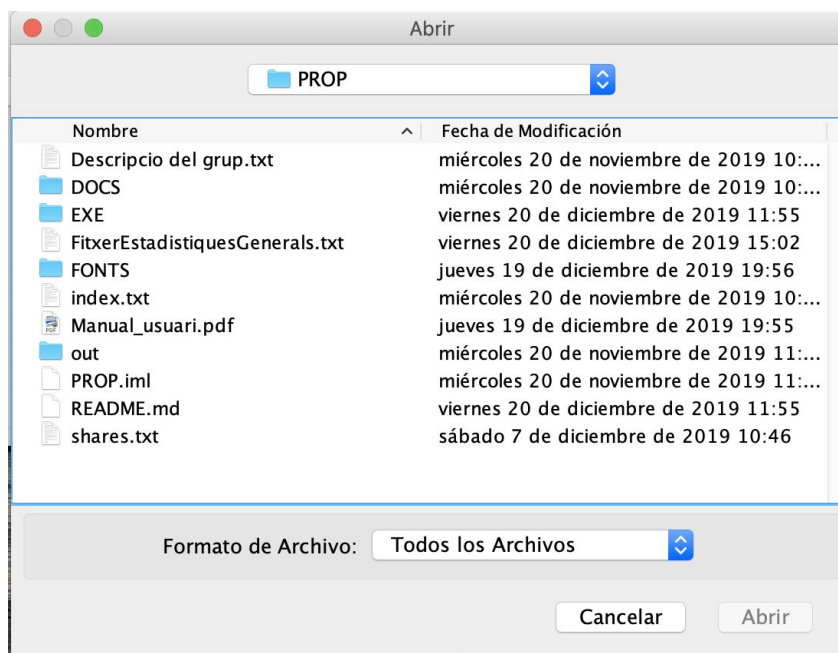 Abrir
PROP
Nombre Fecha de Modificación
Descripcio del grup.txt miércoles 20 de noviembre de 2019 10:...
DOCS miércoles 20 de noviembre de 2019 10:...
EXE viernes 20 de diciembre de 2019 11:55
FitxerEstadistiquesGenerals.txt viernes 20 de diciembre de 2019 15:02
FONTS jueves 19 de diciembre de 2019 19:56
index.txt miércoles 20 de noviembre de 2019 10:...
Manual_usuari.pdf jueves 19 de diciembre de 2019 19:55
out miércoles 20 de noviembre de 2019 11:...
PROP.iml miércoles 20 de noviembre de 2019 11:...
README.md viernes 20 de diciembre de 2019 11:55
shares.txt sábado 7 de diciembre de 2019 10:46
Formato de Archivo: Todos los Archivos
Cancelar Abrir